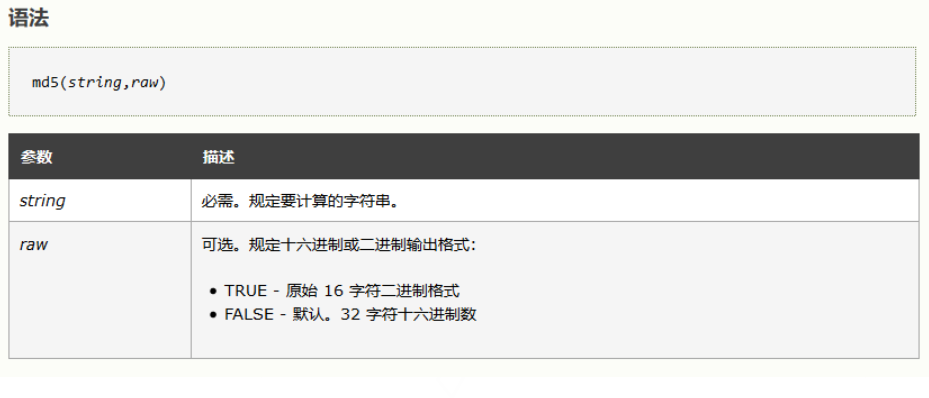 语法
md5(string,raw)
参数 描述
string 必需。规定要计算的字符串。
raw 可选。规定十六进制或二进制输出格式：
• TRUE - 原始 16 字符二进制格式
• FALSE - 默认。32 字符十六进制数